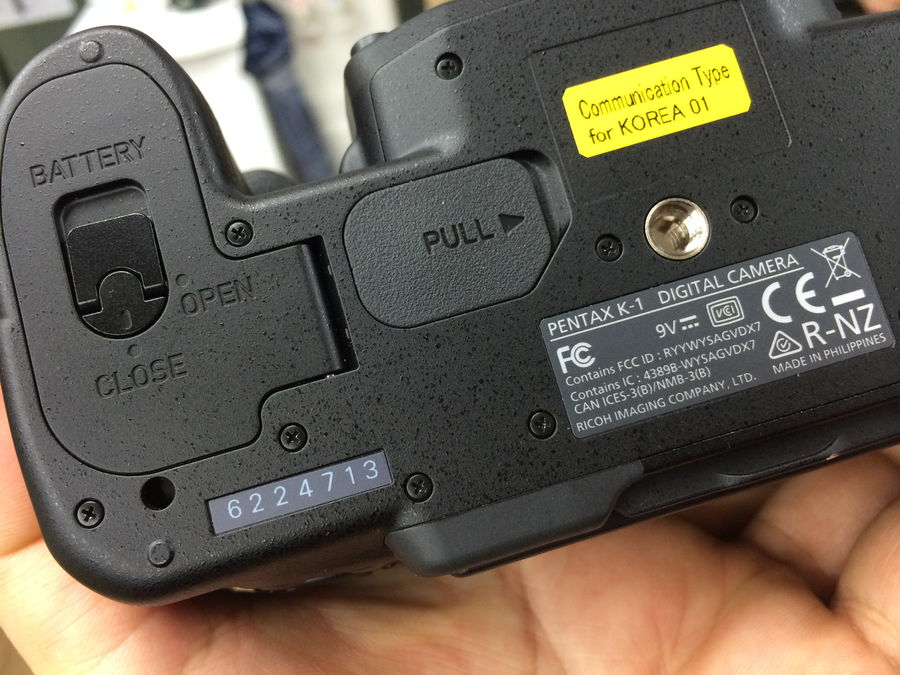 BATTERY
OPEN
CLOSE
PULL
Communication Type
for KOREA 01
PENTAX K-1 DIGITAL CAMERA
9V
VCI
CE
FC
R-NZ
Contains FCC ID : RYYWYSAGVDX7
Contains IC : 4389B-WYSAGVDX7
CAN ICES-3(B)/NMB-3(B)
RICOH IMAGING COMPANY, LTD.
MADE IN PHILIPPINES
6224713